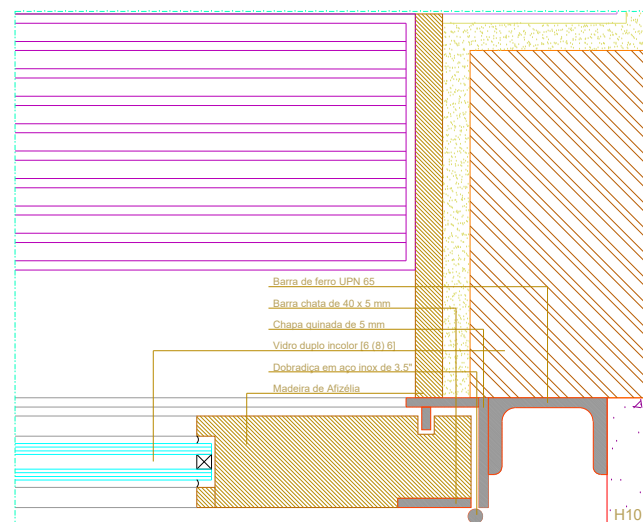 Barra de ferro UPN 65
Barra chata de 40 x 5 mm
Chapa quinada de 5 mm
Vidro duplo incolor [6 (8) 6]
Dobradiça em aço inox de 3.5"
Madeira de Afizélia
H10